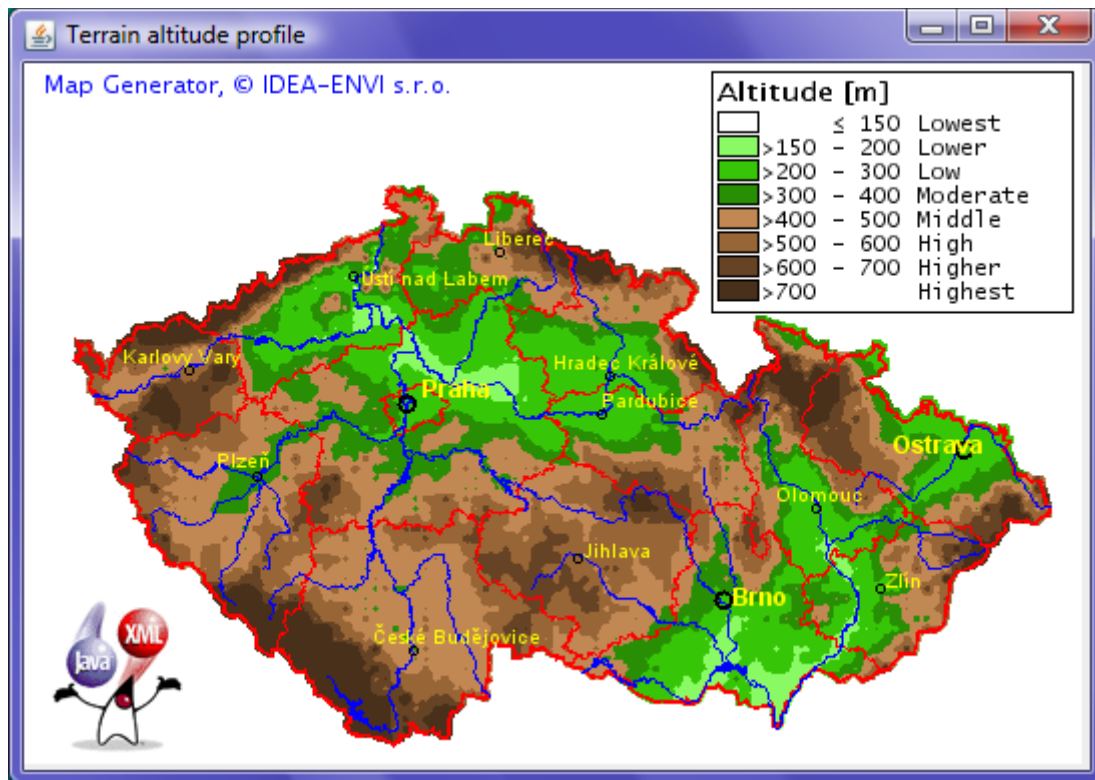 Terrain altitude profile
Map Generator, © IDEA-ENVI s.r.o.
Altitude [m]
≤ 150 Lowest
>150 - 200 Lower
>200 - 300 Low
>300 - 400 Moderate
>400 - 500 Middle
>500 - 600 High
>600 - 700 Higher
>700 Highest
Liberec
Ústí nad Labem
Karlovy Vary
Hradec Králové
Praha
Pardubice
Ostrava
Plzeň
Olomouc
Jihlava
Zlín
Brno
České Budějovice
XML
Java